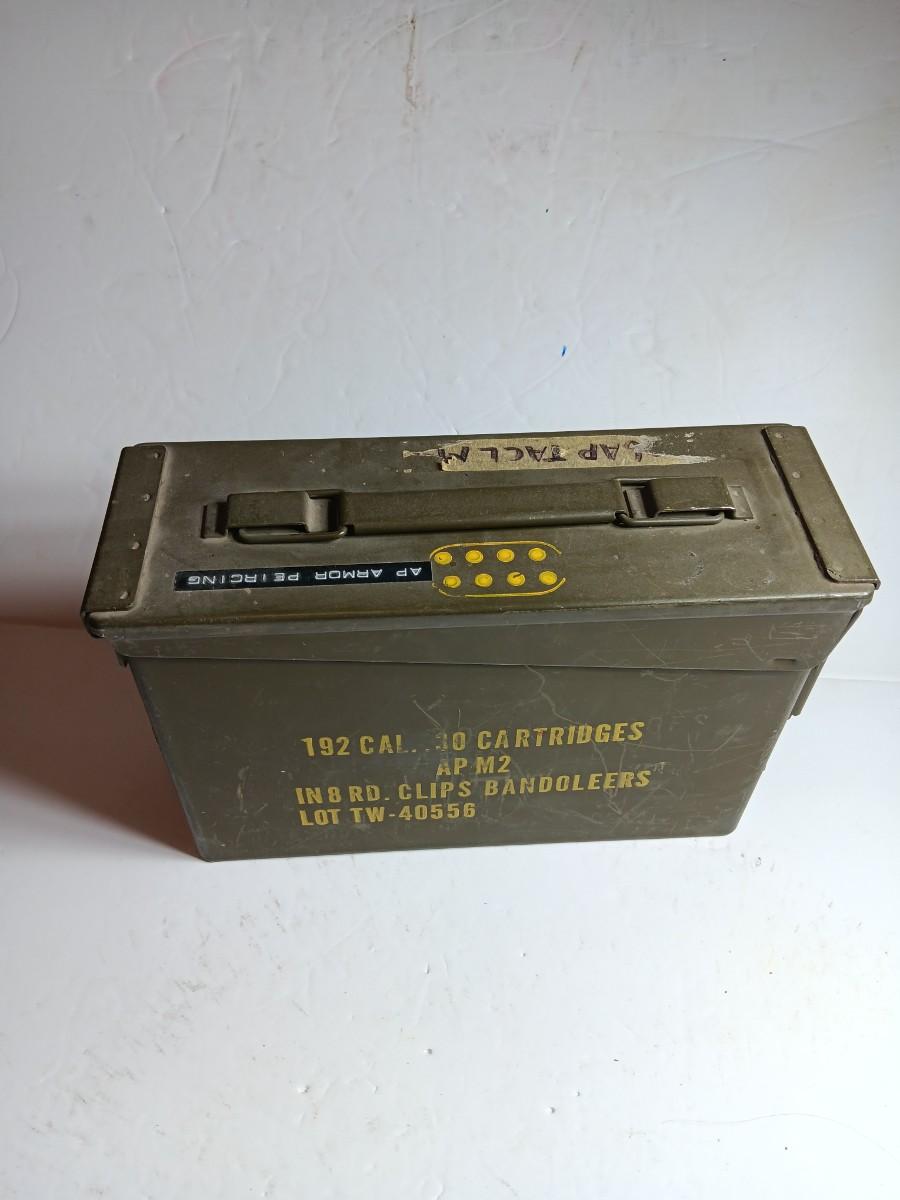 AP TACL M
AP ARMOR PEIRCING
192 CAL. .30 CARTRIDGES
AP M2
IN 8 RD. CLIPS BANDOLEERS
LOT TW-40556